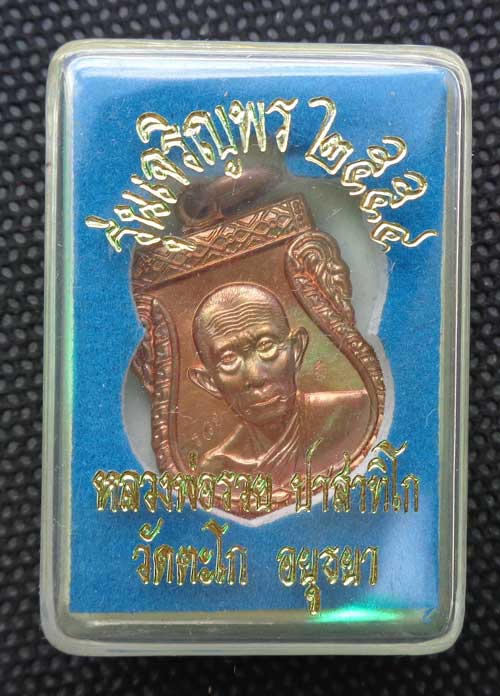 รุ่นเจริญพร ๒๕๕๔
หลวงพ่อรวย ปาสาทิโก
วัดตะโก อยุธยา